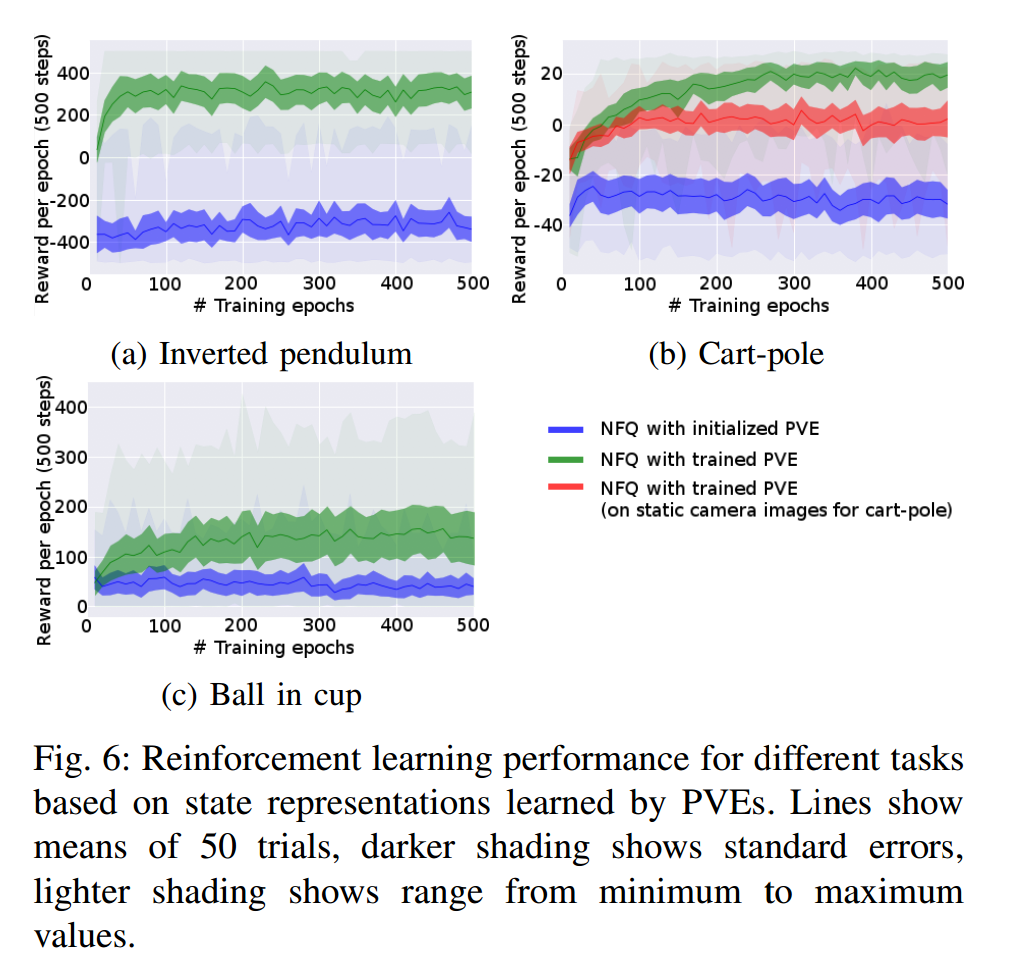 Reward per epoch (500 steps)
400
200
0
-200
-400
0 100 200 300 400 500
# Training epochs
(a) Inverted pendulum
Reward per epoch (500 steps)
20
0
-20
-40
0 100 200 300 400 500
# Training epochs
(b) Cart-pole
Reward per epoch (500 steps)
400
300
200
100
0
0 100 200 300 400 500
# Training epochs
(c) Ball in cup
NFQ with initialized PVE
NFQ with trained PVE
NFQ with trained PVE
(on static camera images for cart-pole)
Fig. 6: Reinforcement learning performance for different tasks
based on state representations learned by PVEs. Lines show
means of 50 trials, darker shading shows standard errors,
lighter shading shows range from minimum to maximum
values.